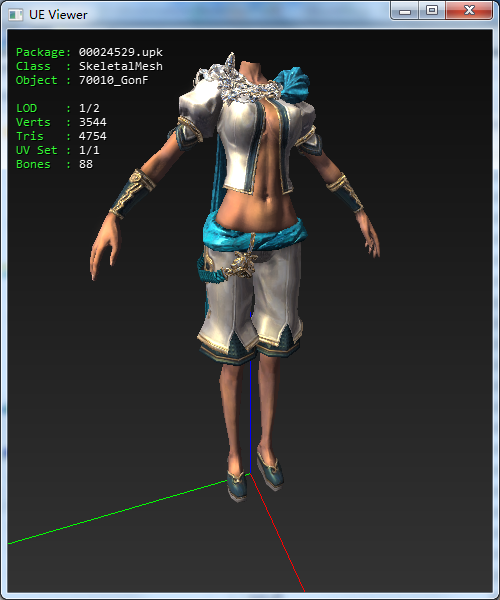 UE Viewer
Package: 00024529.upk
Class : SkeletalMesh
Object : 70010_GonF
LOD : 1/2
Verts : 3544
Tris : 4754
UV Set : 1/1
Bones : 88